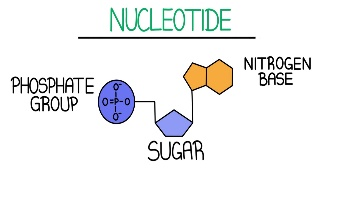 NUCLEOTIDE
PHOSPHATE
GROUP
O⁻
O=P-O
O⁻
NITROGEN
BASE
SUGAR